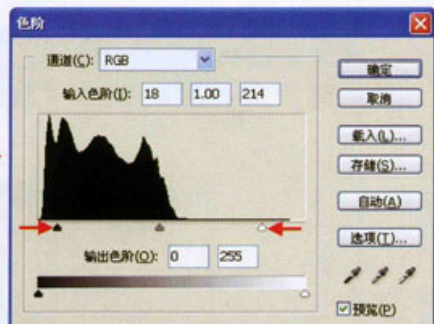 色阶
通道(C): RGB
输入色阶(I): 18 1.00 214
输出色阶(O): 0 255
确定
取消
载入(L)...
存储(S)...
自动(A)
选项(T)...
预览(P)